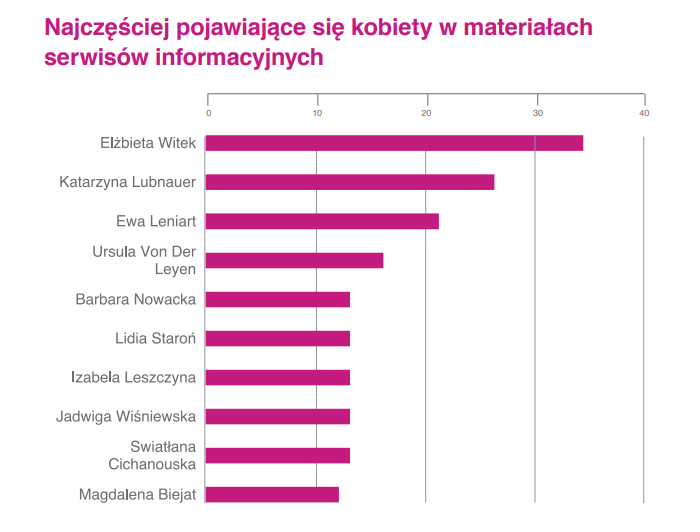 Najczęściej pojawiające się kobiety w materiałach
serwisów informacyjnych
0 10 20 30 40
Elżbieta Witek
Katarzyna Lubnauer
Ewa Leniart
Ursula Von Der
Leyen
Barbara Nowacka
Lidia Staroń
Izabela Leszczyna
Jadwiga Wiśniewska
Swiatłana
Cichanouska
Magdalena Biejat